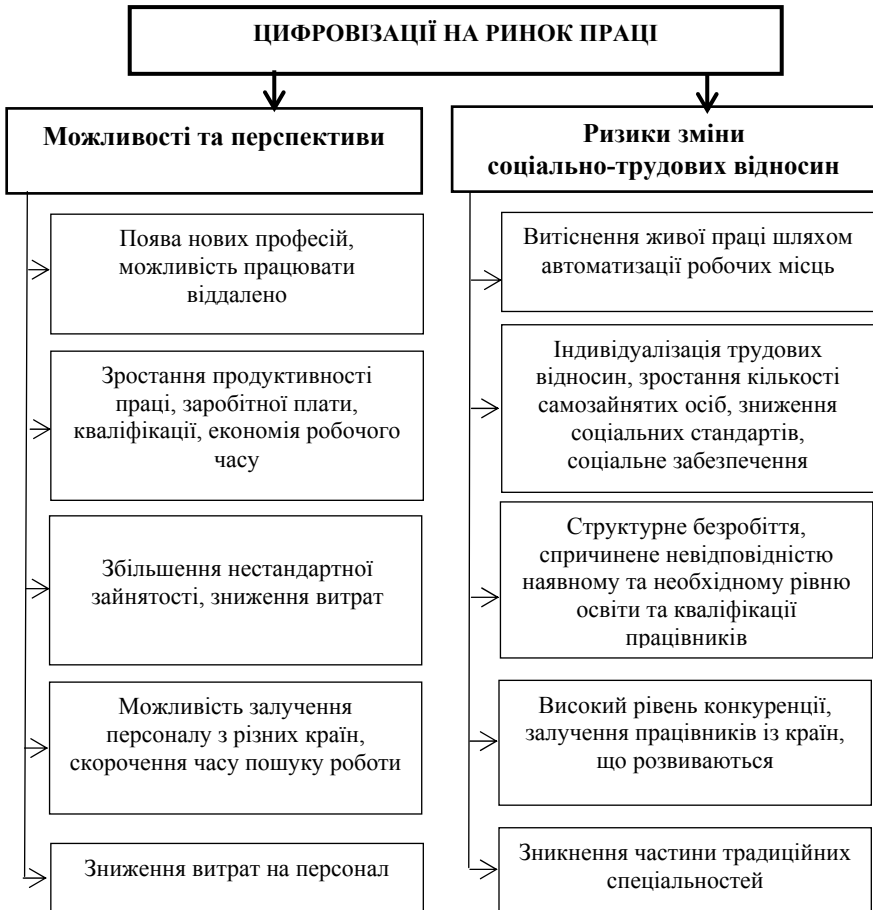 ЦИФРОВІЗАЦІЇ НА РИНОК ПРАЦІ
Можливості та перспективи
Поява нових професій,
можливість працювати
віддалено
Зростання продуктивності
праці, заробітної плати,
кваліфікації, економія робочого
часу
Збільшення нестандартної
зайнятості, зниження витрат
Можливість залучення
персоналу з різних країн,
скорочення часу пошуку роботи
Зниження витрат на персонал
Ризики зміни
соціально-трудових відносин
Витіснення живої праці шляхом
автоматизації робочих місць
Індивідуалізація трудових
відносин, зростання кількості
самозайнятих осіб, зниження
соціальних стандартів,
соціальне забезпечення
Структурне безробіття,
спричинене невідповідністю
наявному та необхідному рівню
освіти та кваліфікації
працівників
Високий рівень конкуренції,
залучення працівників із країн,
що розвиваються
Зникнення частини традиційних
спеціальностей